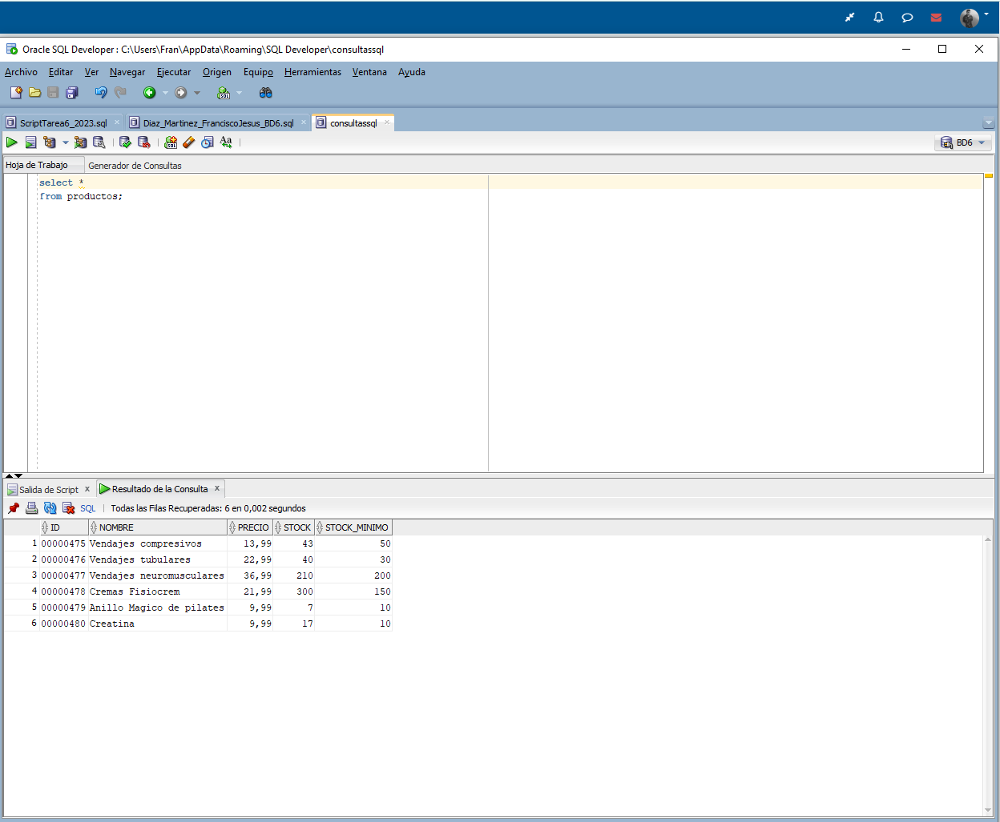 Oracle SQL Developer : C:\Users\Fran\AppData\Roaming\SQL Developer\consultassql
Archivo Editar Ver Navegar Ejecutar Origen Equipo Herramientas Ventana Ayuda
ScriptTarea6_2023.sql Diaz_Martinez_FranciscoJesus_BD6.sql consultassql
BD6
Hoja de Trabajo Generador de Consultas
select *
from productos;
Salida de Script x Resultado de la Consulta x
SQL | Todas las Filas Recuperadas: 6 en 0,002 segundos
ID NOMBRE PRECIO STOCK STOCK_MINIMO
1 00000475 Vendajes compresivos 13,99 43 50
2 00000476 Vendajes tubulares 22,99 40 30
3 00000477 Vendajes neuromusculares 36,99 210 200
4 00000478 Cremas Fisiocrem 21,99 300 150
5 00000479 Anillo Magico de pilates 9,99 7 10
6 00000480 Creatina 9,99 17 10